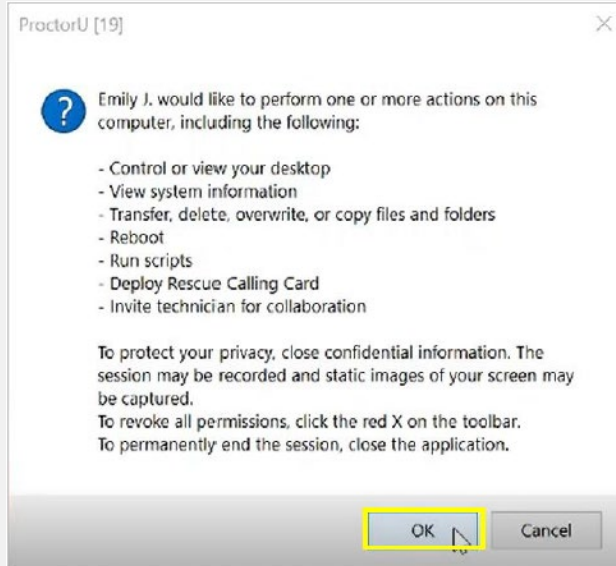 ProctorU [19]
Emily J. would like to perform one or more actions on this
computer, including the following:
- Control or view your desktop
- View system information
- Transfer, delete, overwrite, or copy files and folders
- Reboot
- Run scripts
- Deploy Rescue Calling Card
- Invite technician for collaboration
To protect your privacy, close confidential information. The
session may be recorded and static images of your screen may
be captured.
To revoke all permissions, click the red X on the toolbar.
To permanently end the session, close the application.
OK
Cancel